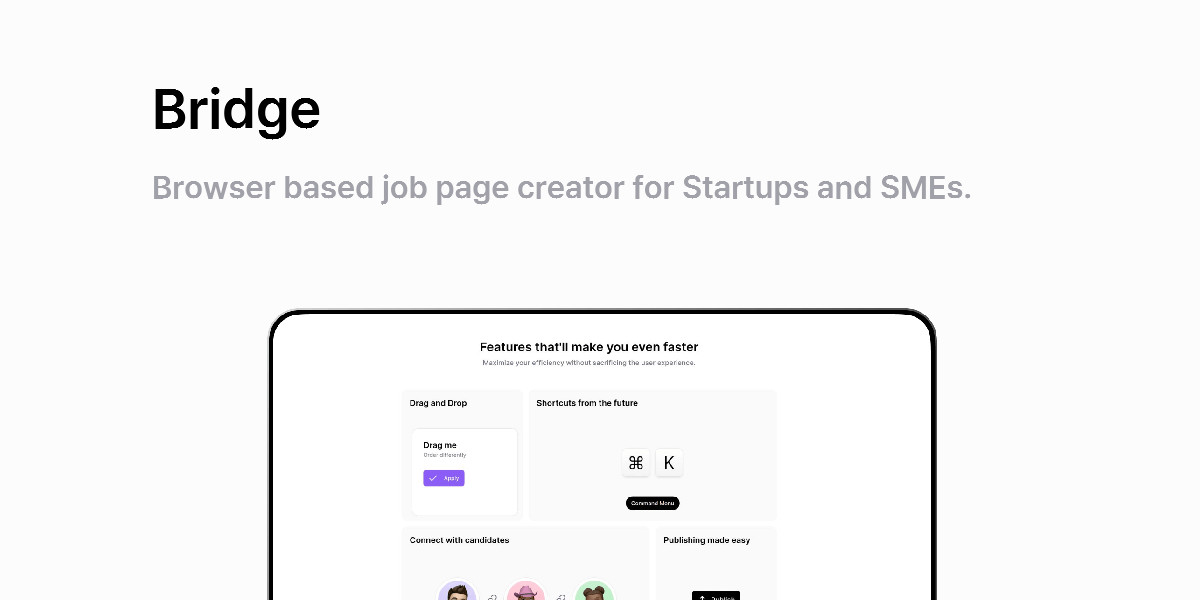 Bridge
Browser based job page creator for Startups and SMEs.
Features that'll make you even faster
Maximize your efficiency without sacrificing the user experience.
Drag and Drop
Shortcuts from the future
Drag me
Order differently
Apply
⌘ K
Command Menu
Connect with candidates
Publishing made easy
Publish